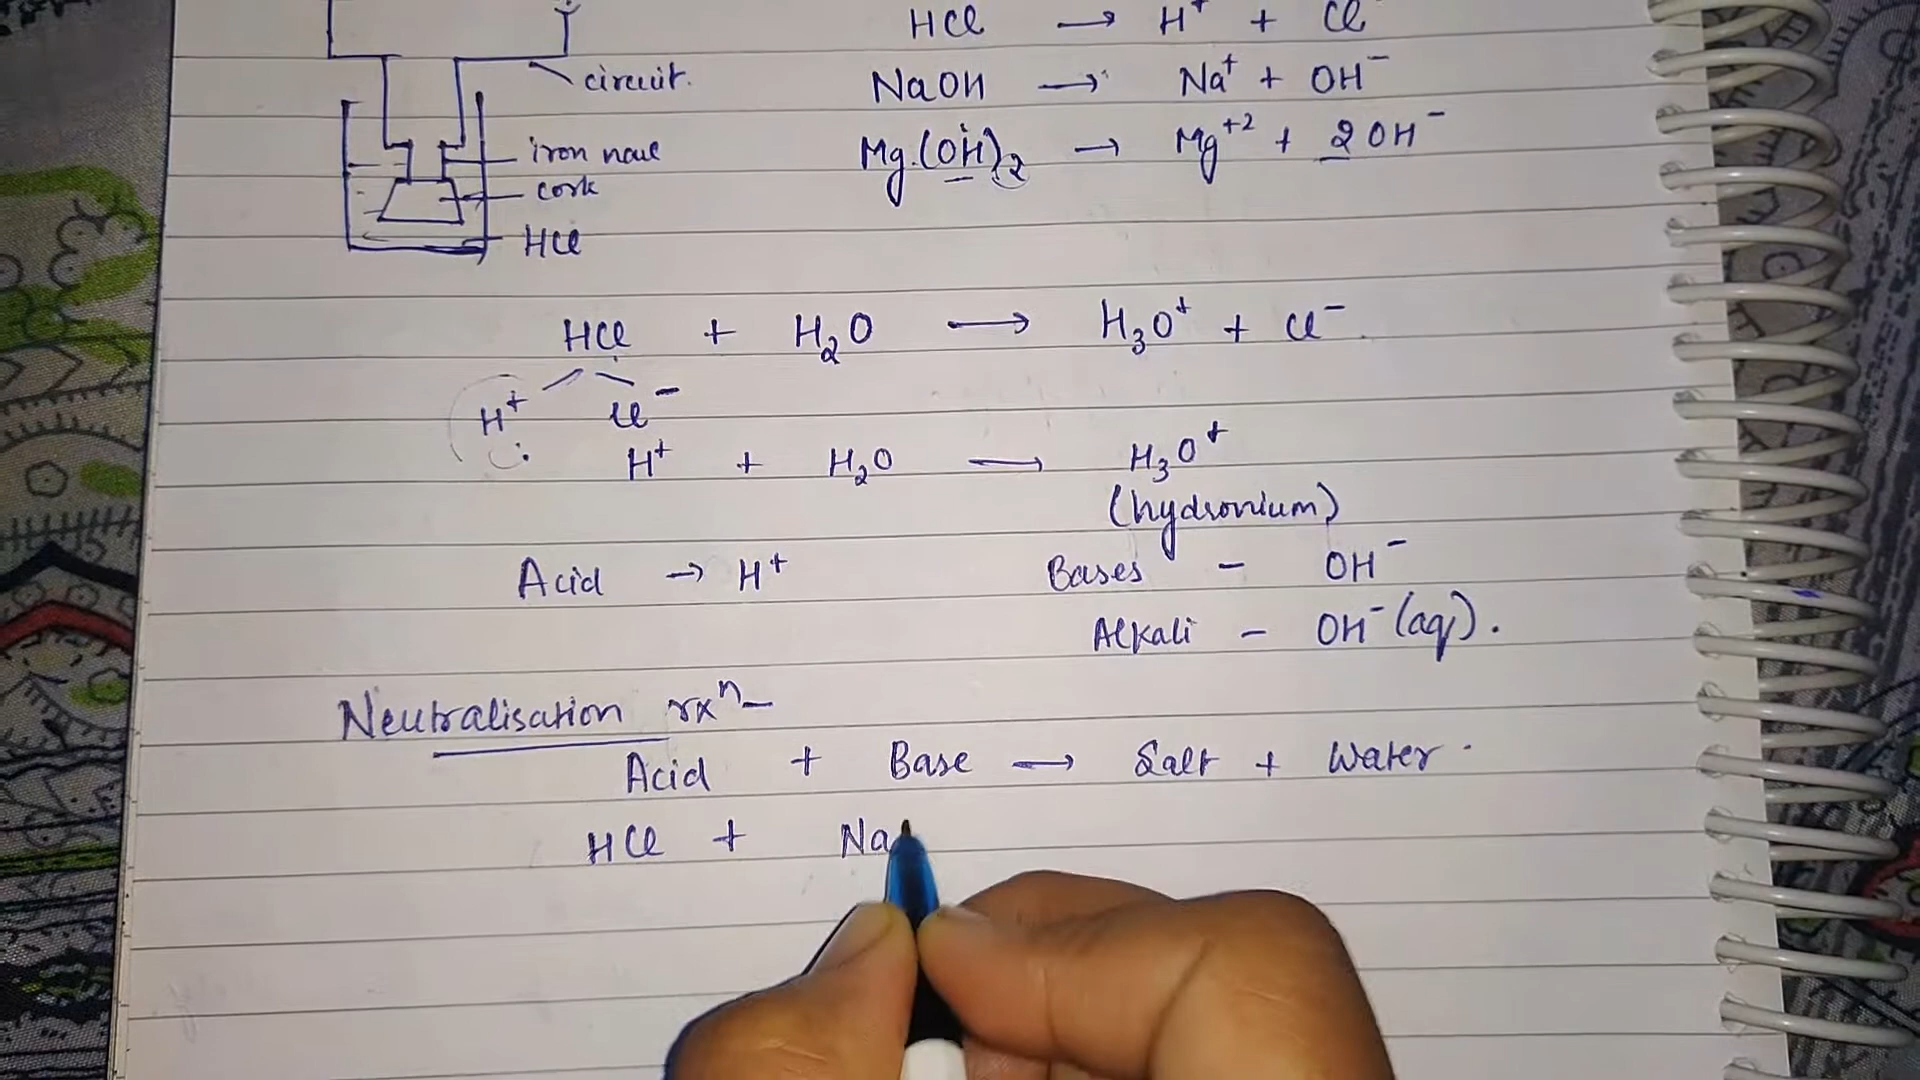 HCl → H⁺ + Cl
circuit.
NaOH → Na⁺ + OH⁻
iron nail
Mg(OH)₂ → Mg⁺² + 2OH⁻
cork
HCl
HCl + H₂O → H₃O⁺ + Cl⁻
H⁺ Cl⁻
H⁺ + H₂O → H₃O⁺
(hydronium)
Acid → H⁺
Bases – OH⁻
Alkali – OH⁻(aq).
Neutralisation rxⁿ–
Acid + Base → Salt + Water.
HCl + Na